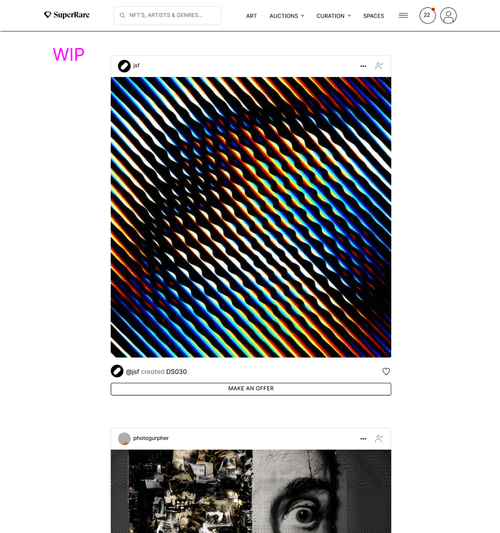 SuperRare
NFT'S, ARTISTS & GENRES...
ART
AUCTIONS
CURATION
SPACES
22
WIP
jsf
@jsf created DS030.
MAKE AN OFFER
photogurpher